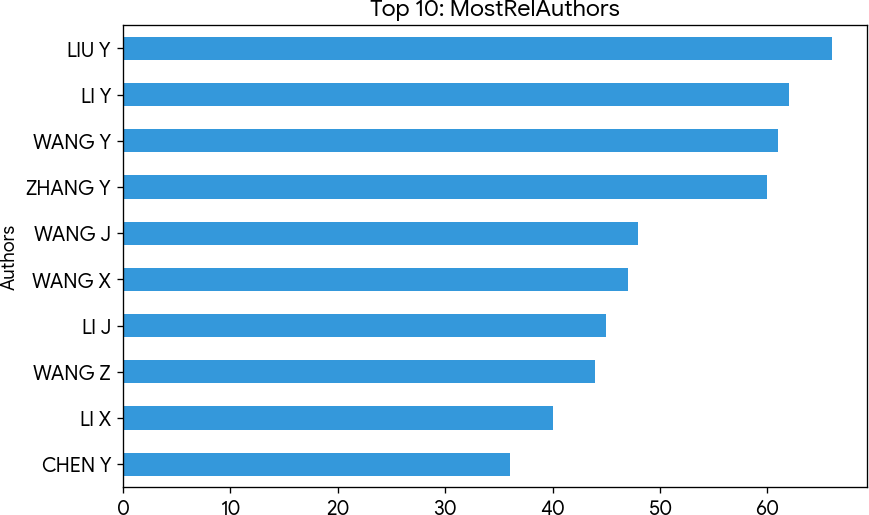 Top 10: MostRelAuthors
Authors
LIU Y
LI Y
WANG Y
ZHANG Y
WANG J
WANG X
LI J
WANG Z
LI X
CHEN Y
0 10 20 30 40 50 60